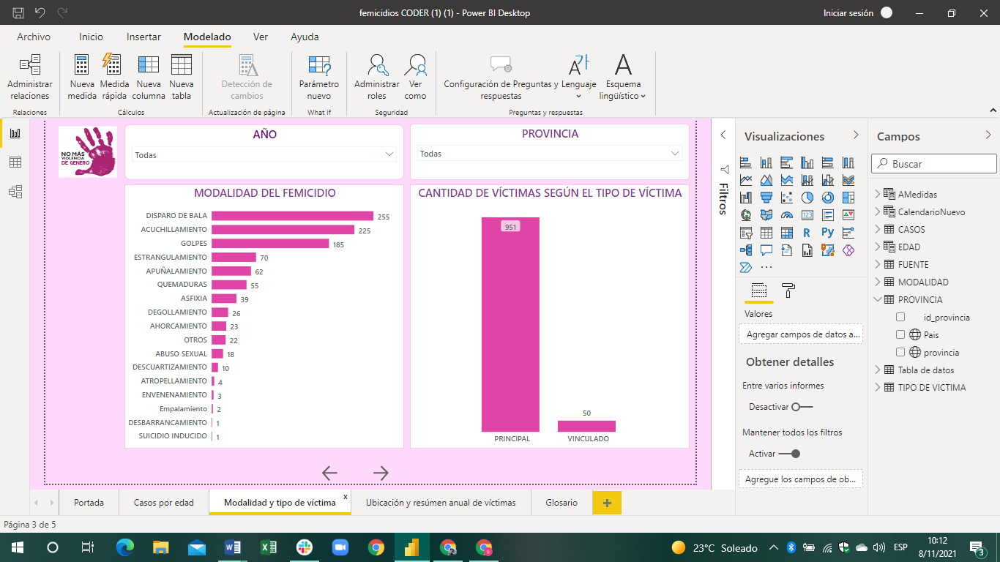 femicidios CODER (1) (1) - Power BI Desktop
Iniciar sesión
Archivo
Inicio
Insertar
Modelado
Ver
Ayuda
Administrar
relaciones
Nueva
medida
Medida
rápida
Nueva
columna
Nueva
tabla
Detección de
cambios
Parámetro
nuevo
Administrar
roles
Ver
como
Configuración de Preguntas y
respuestas
Lenguaje
Esquema
lingüístico
Relaciones
Cálculos
Actualización de página
What if
Seguridad
Preguntas y respuestas
NO MÁS
VIOLENCIA
DE GÉNERO
AÑO
Todas
PROVINCIA
Todas
MODALIDAD DEL FEMICIDIO
DISPARO DE BALA 255
ACUCHILLAMIENTO 225
GOLPES 185
ESTRANGULAMIENTO 70
APUÑALAMIENTO 62
QUEMADURAS 55
ASFIXIA 39
DEGOLLAMIENTO 26
AHORCAMIENTO 23
OTROS 22
ABUSO SEXUAL 18
DESCUARTIZAMIENTO 10
ATROPELLAMIENTO 4
ENVENENAMIENTO 3
Empalamiento 2
DESBARRANCAMIENTO 1
SUICIDIO INDUCIDO 1
CANTIDAD DE VÍCTIMAS SEGÚN EL TIPO DE VÍCTIMA
951
50
PRINCIPAL
VINCULADO
Filtros
Visualizaciones
R
Py
123
Valores
Agregar campos de datos a...
Obtener detalles
Entre varios informes
Desactivar
Mantener todos los filtros
Activar
Agregue los campos de ob...
Campos
Buscar
AMedidas
CalendarioNuevo
CASOS
EDAD
FUENTE
MODALIDAD
PROVINCIA
id_provincia
Pais
provincia
Tabla de datos
TIPO DE VICTIMA
Portada
Casos por edad
Modalidad y tipo de víctima
x
Ubicación y resúmen anual de víctimas
Glosario
Página 3 de 5
23°C Soleado
ESP
10:12
8/11/2021
3